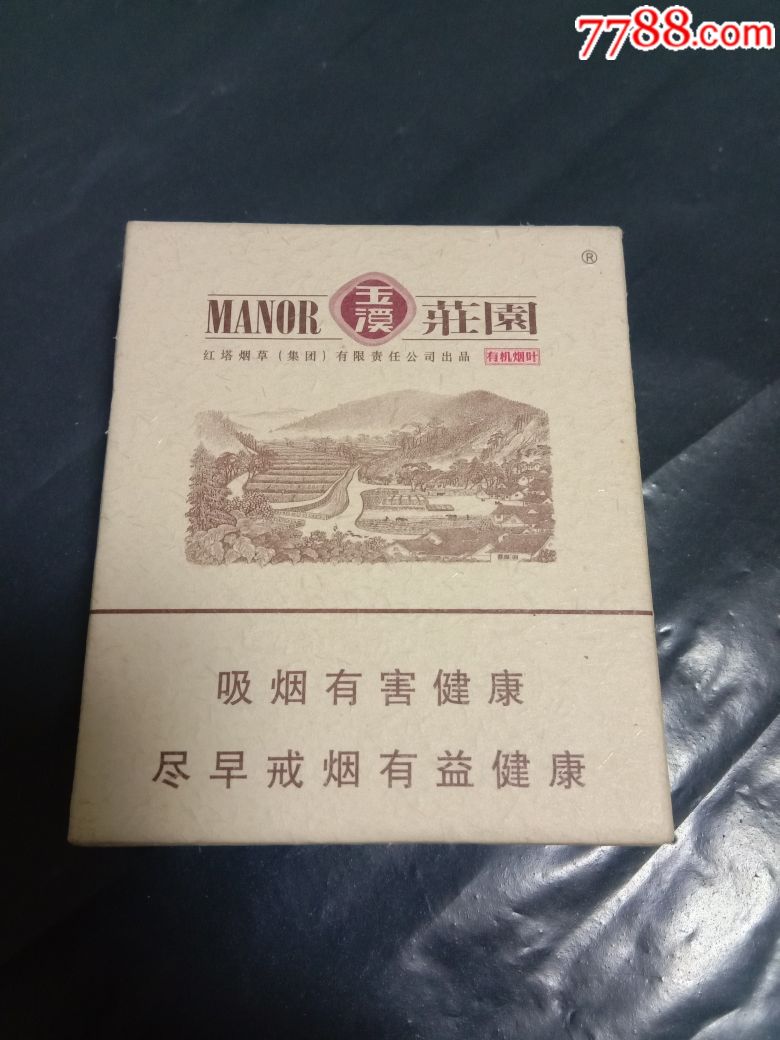 7788.com
®
MANOR 玉溪 莊園
红塔烟草(集团)有限责任公司出品 有机烟叶
吸烟有害健康
尽早戒烟有益健康